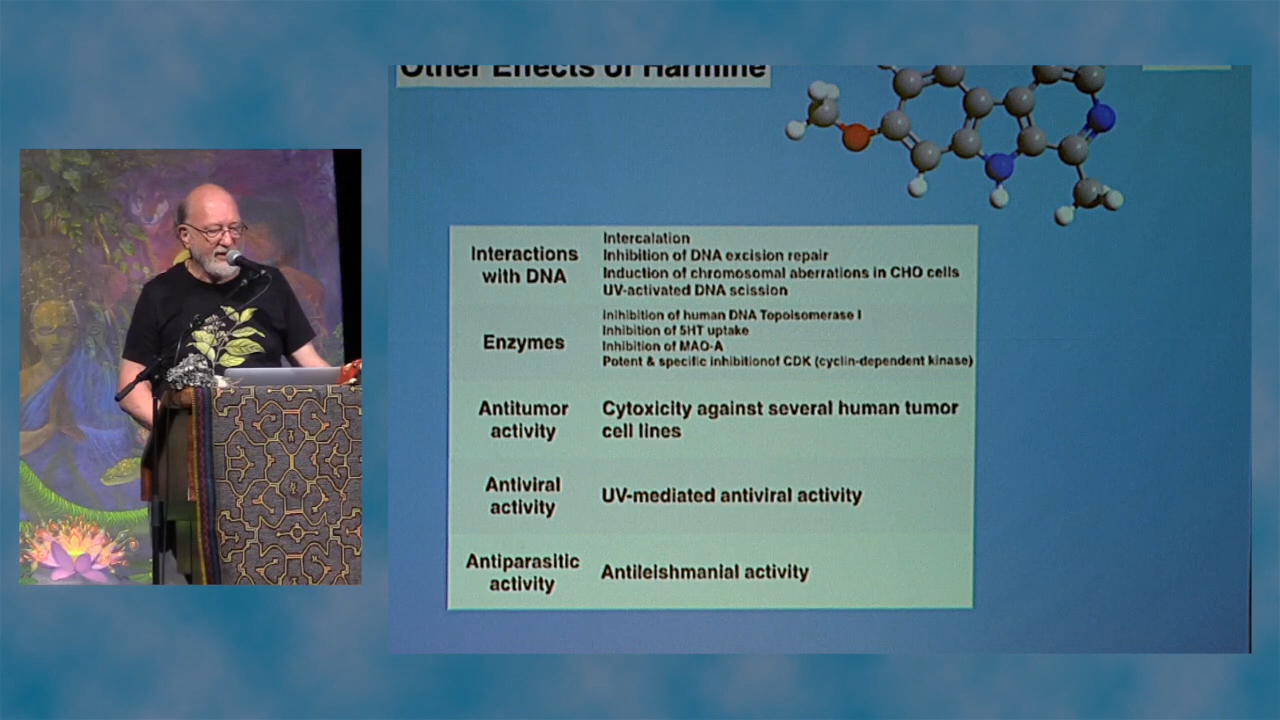 Other Effects of Harmine
Interactions
with DNA
Intercalation
Inhibition of DNA excision repair
Induction of chromosomal aberrations in CHO cells
UV-activated DNA scission
Enzymes
Inihibition of human DNA Topoisomerase I
Inhibition of 5HT uptake
Inhibition of MAO-A
Potent & specific inhibitionof CDK (cyclin-dependent kinase)
Antitumor
activity
Cytoxicity against several human tumor
cell lines
Antiviral
activity
UV-mediated antiviral activity
Antiparasitic
activity
Antileishmanial activity